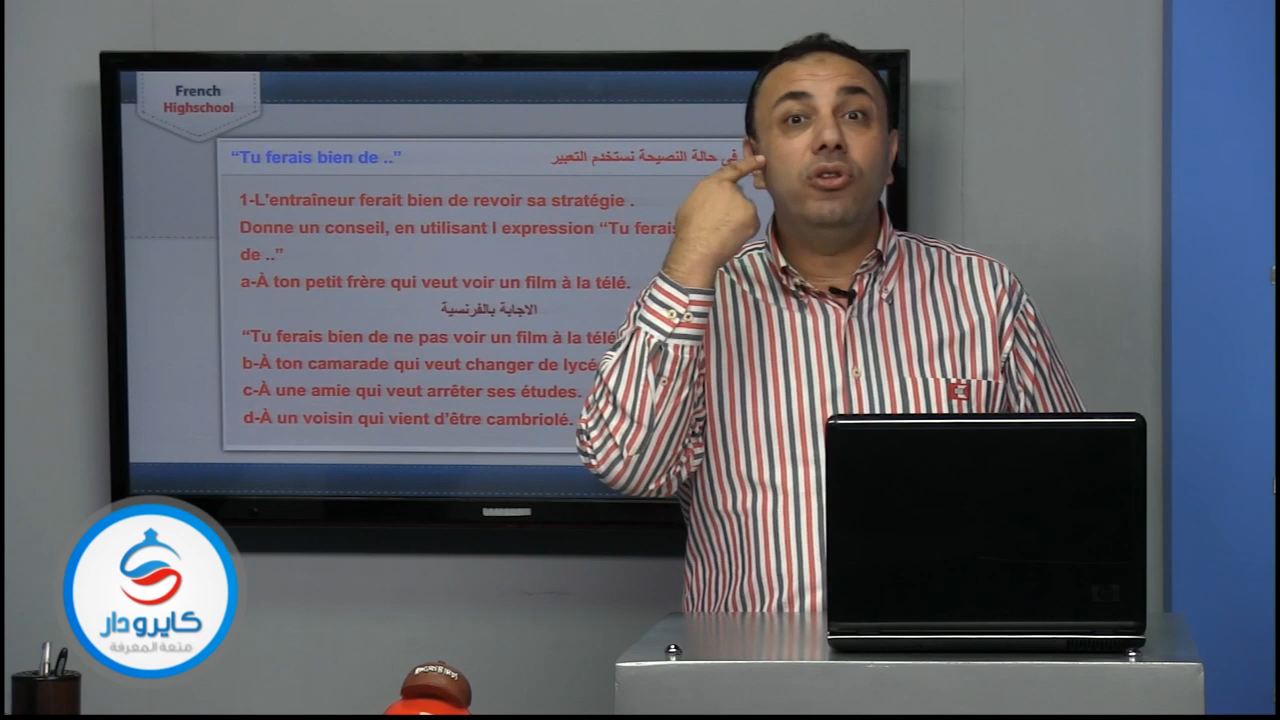 French
Highschool
“Tu ferais bien de ..”
في حالة النصيحة نستخدم التعبير
1-L'entraîneur ferait bien de revoir sa stratégie .
Donne un conseil, en utilisant l expression “Tu ferais
de ..”
a-À ton petit frère qui veut voir un film à la télé.
الاجابة بالفرنسية
“Tu ferais bien de ne pas voir un film à la télé
b-À ton camarade qui veut changer de lycé
c-À une amie qui veut arrêter ses études.
d-À un voisin qui vient d’être cambriolé.
SAMSUNG
كايرو دار
متعة المعرفة